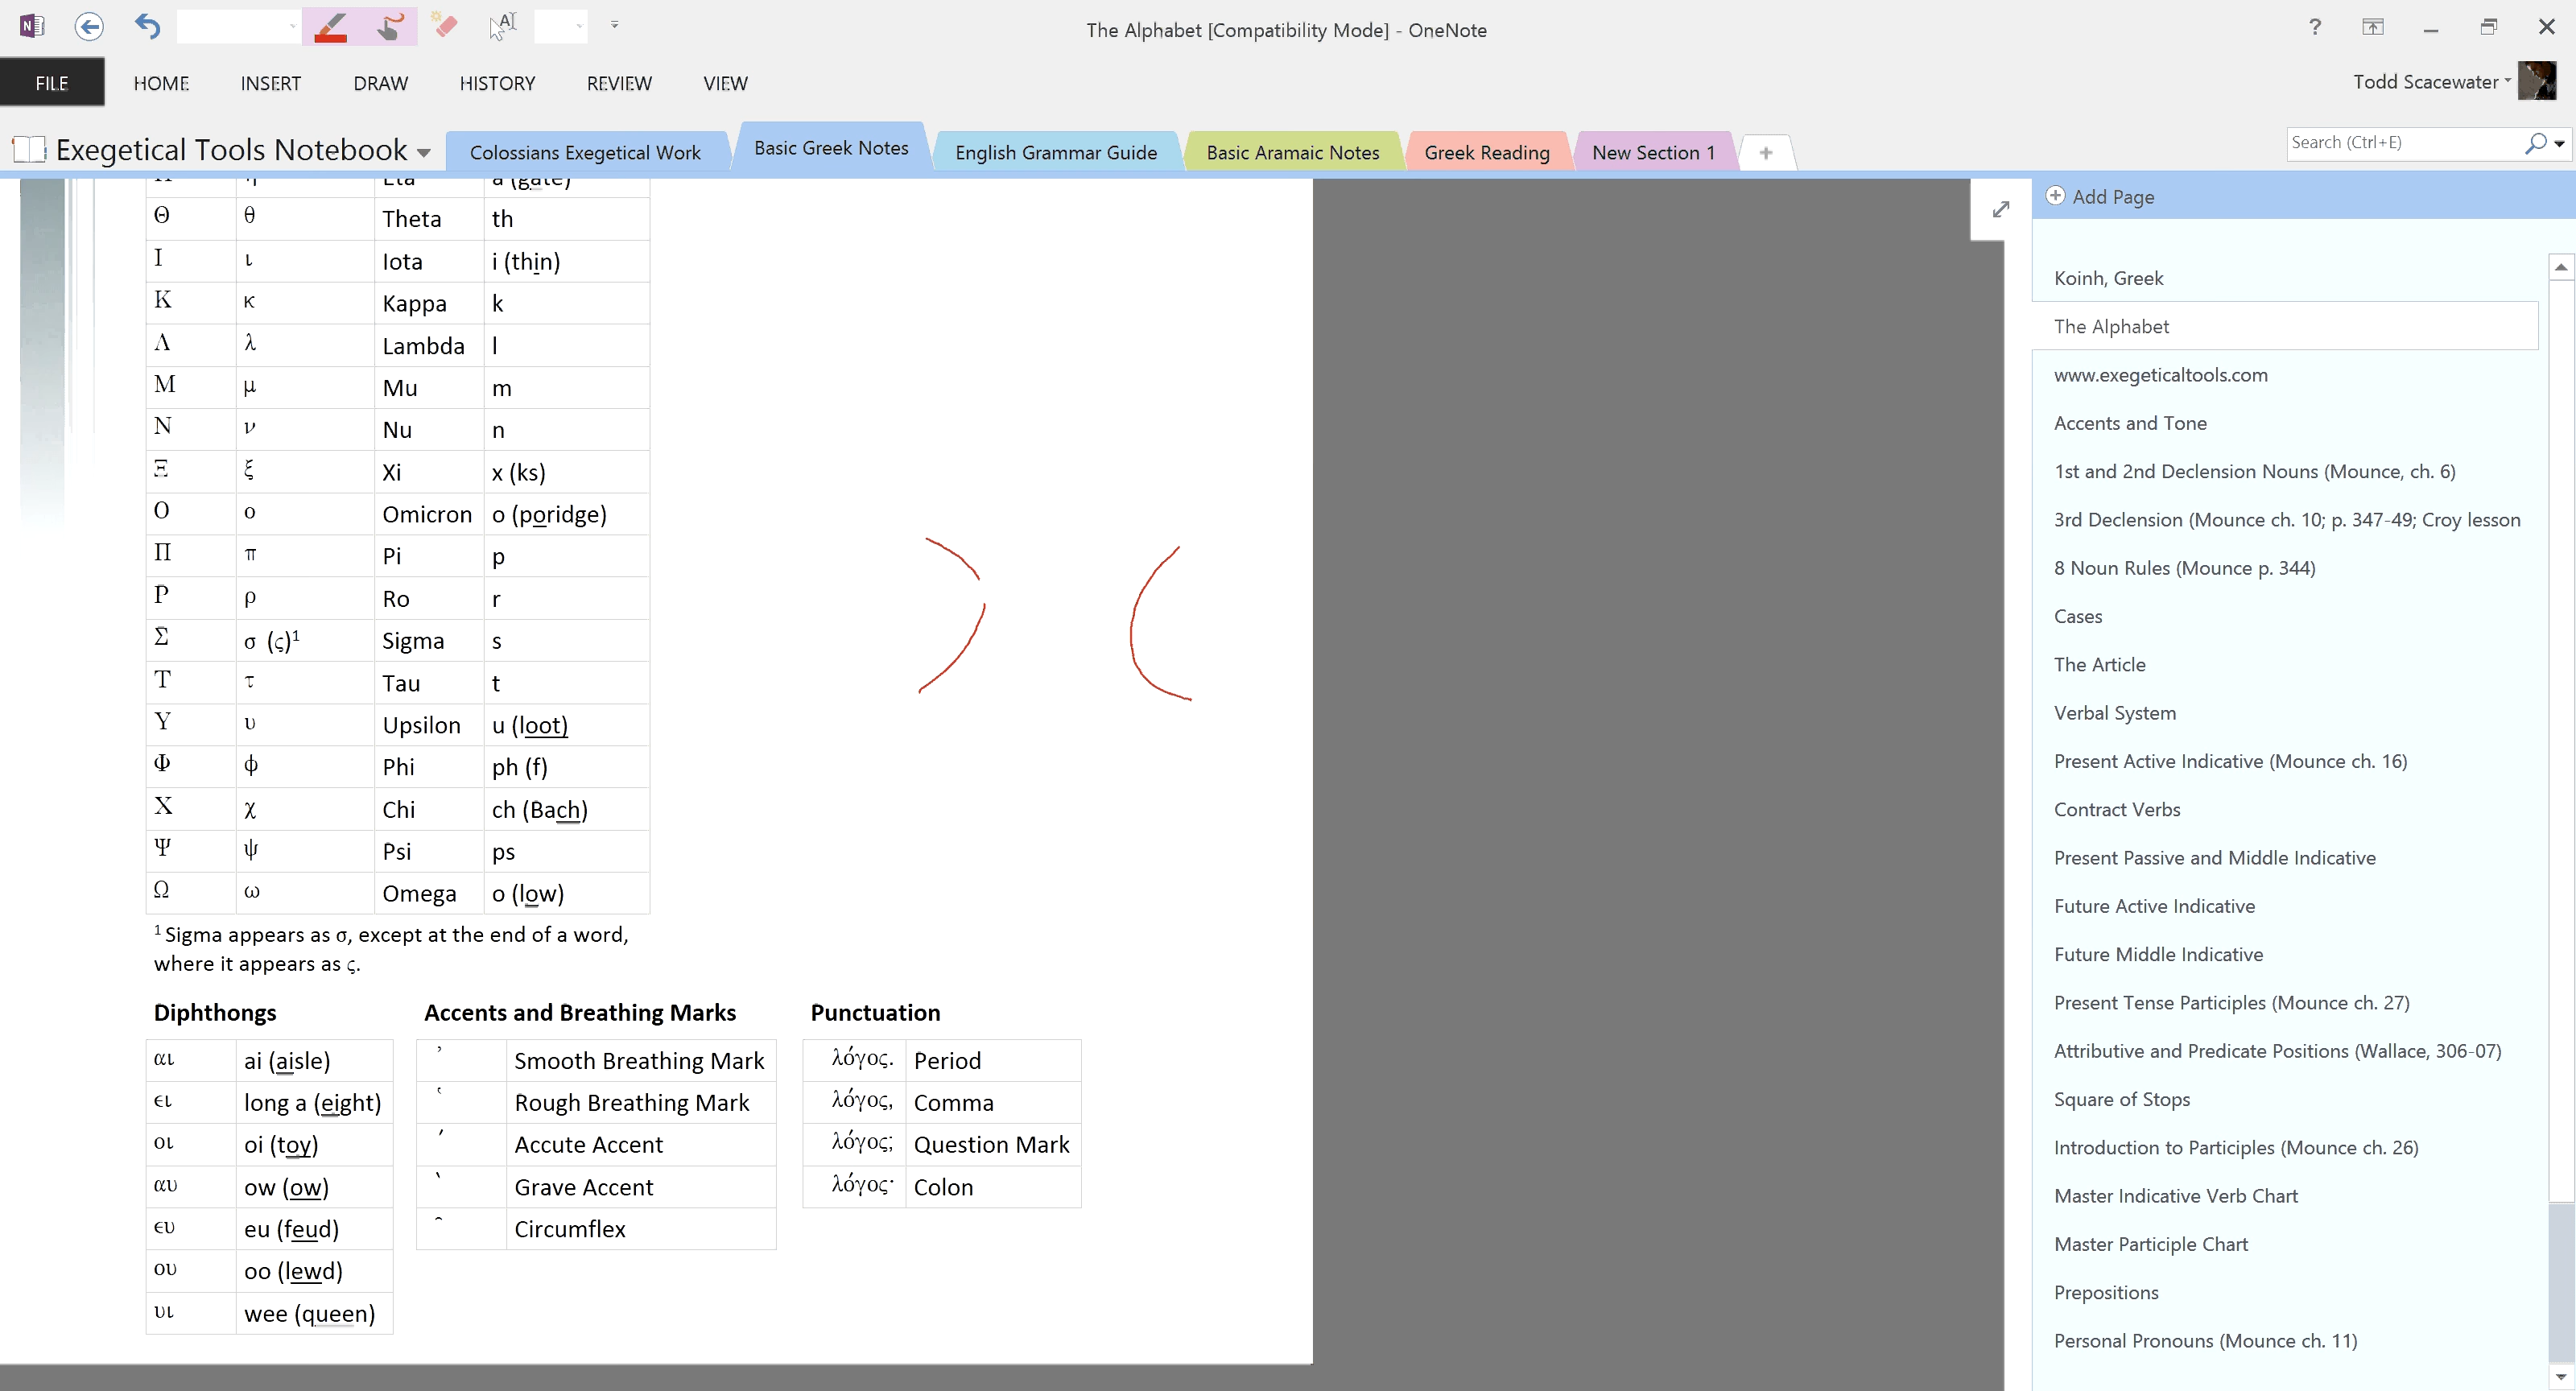 The Alphabet [Compatibility Mode] - OneNote
FILE HOME INSERT DRAW HISTORY REVIEW VIEW
Todd Scacewater
Exegetical Tools Notebook
Colossians Exegetical Work
Basic Greek Notes
English Grammar Guide
Basic Aramaic Notes
Greek Reading
New Section 1
Search (Ctrl+E)
Θ θ Theta th
Ι ι Iota i (thin)
Κ κ Kappa k
Λ λ Lambda l
Μ μ Mu m
Ν ν Nu n
Ξ ξ Xi x (ks)
Ο ο Omicron o (poridge)
Π π Pi p
Ρ ρ Ro r
Σ σ (ς)¹ Sigma s
Τ τ Tau t
Υ υ Upsilon u (loot)
Φ φ Phi ph (f)
Χ χ Chi ch (Bach)
Ψ ψ Psi ps
Ω ω Omega o (low)
¹ Sigma appears as σ, except at the end of a word,
where it appears as ς.
Diphthongs
αι ai (aisle)
ει long a (eight)
οι oi (toy)
αυ ow (ow)
ευ eu (feud)
ου oo (lewd)
υι wee (queen)
Accents and Breathing Marks
᾿ Smooth Breathing Mark
῾ Rough Breathing Mark
´ Accute Accent
` Grave Accent
῀ Circumflex
Punctuation
λόγος. Period
λόγος, Comma
λόγος; Question Mark
λόγος· Colon
Add Page
Koinh, Greek
The Alphabet
www.exegeticaltools.com
Accents and Tone
1st and 2nd Declension Nouns (Mounce, ch. 6)
3rd Declension (Mounce ch. 10; p. 347-49; Croy lesson
8 Noun Rules (Mounce p. 344)
Cases
The Article
Verbal System
Present Active Indicative (Mounce ch. 16)
Contract Verbs
Present Passive and Middle Indicative
Future Active Indicative
Future Middle Indicative
Present Tense Participles (Mounce ch. 27)
Attributive and Predicate Positions (Wallace, 306-07)
Square of Stops
Introduction to Participles (Mounce ch. 26)
Master Indicative Verb Chart
Master Participle Chart
Prepositions
Personal Pronouns (Mounce ch. 11)